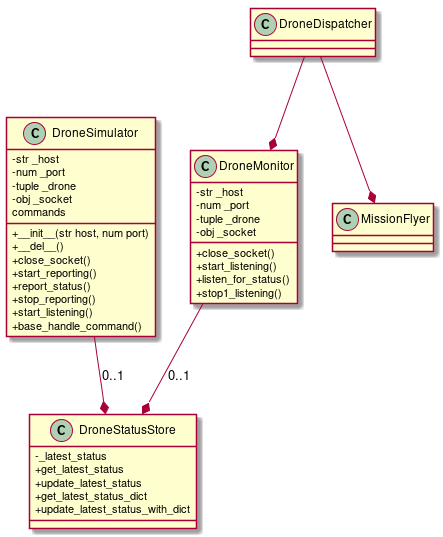 C DroneDispatcher
C DroneSimulator
-str _host
-num _port
-tuple _drone
-obj _socket
commands
+__init__(str host, num port)
+__del__()
+close_socket()
+start_reporting()
+report_status()
+stop_reporting()
+start_listening()
+base_handle_command()
C DroneMonitor
-str _host
-num _port
-tuple _drone
-obj _socket
+close_socket()
+start_listening()
+listen_for_status()
+stop1_listening()
C MissionFlyer
0..1
0..1
C DroneStatusStore
-_latest_status
+get_latest_status
+update_latest_status
+get_latest_status_dict
+update_latest_status_with_dict